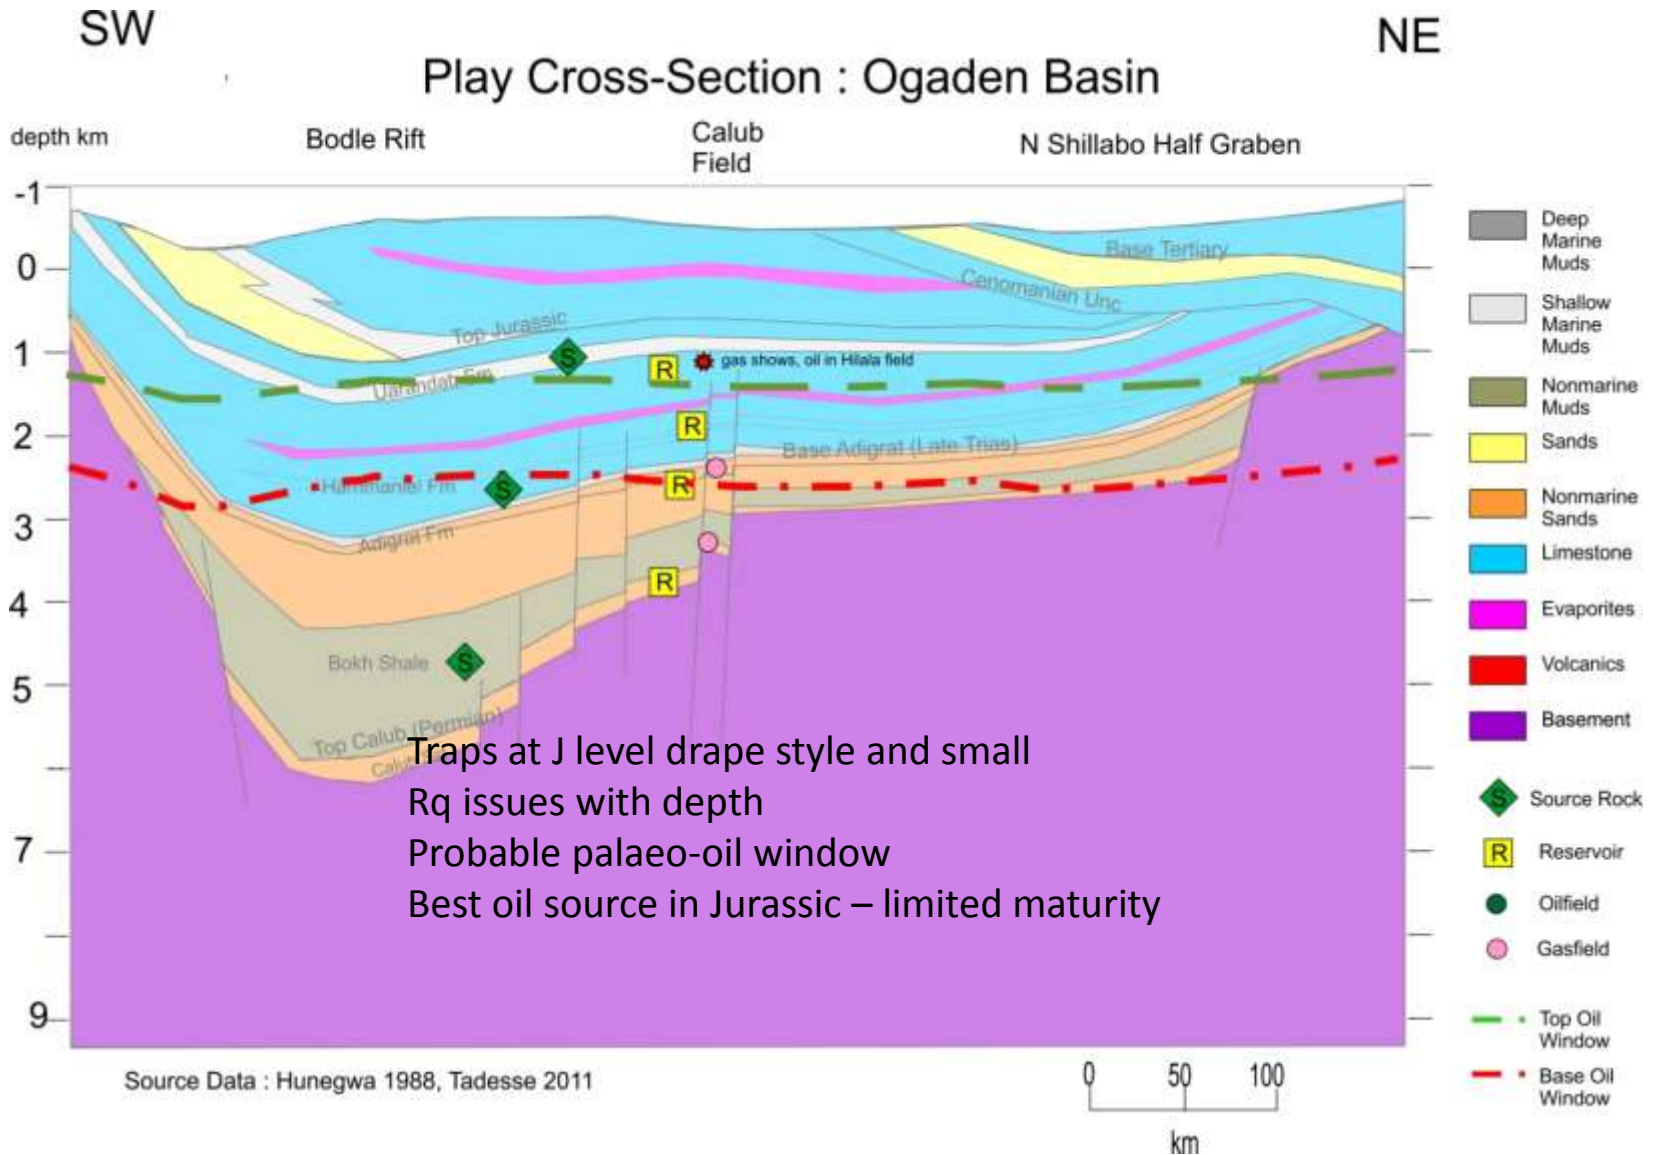 SW
NE
Play Cross-Section : Ogaden Basin
depth km
Bodle Rift
Calub
Field
N Shillabo Half Graben
-1
0
1
2
3
4
5
7
9
Base Tertiary
Cenomanian Unc
Top Jurassic
S
R
gas shows, oil in Hilala field
Uarandab Fm
R
Base Adigrat (Late Trias)
Hammaniel Fm
S
R
Adigrat Fm
R
Bokh Shale
S
Top Calub (Permian)
Traps at J level drape style and small
Rq issues with depth
Probable palaeo-oil window
Best oil source in Jurassic – limited maturity
Source Data : Hunegwa 1988, Tadesse 2011
0 50 100
km
Deep
Marine
Muds
Shallow
Marine
Muds
Nonmarine
Muds
Sands
Nonmarine
Sands
Limestone
Evaporites
Volcanics
Basement
S Source Rock
R Reservoir
Oilfield
Gasfield
Top Oil
Window
Base Oil
Window